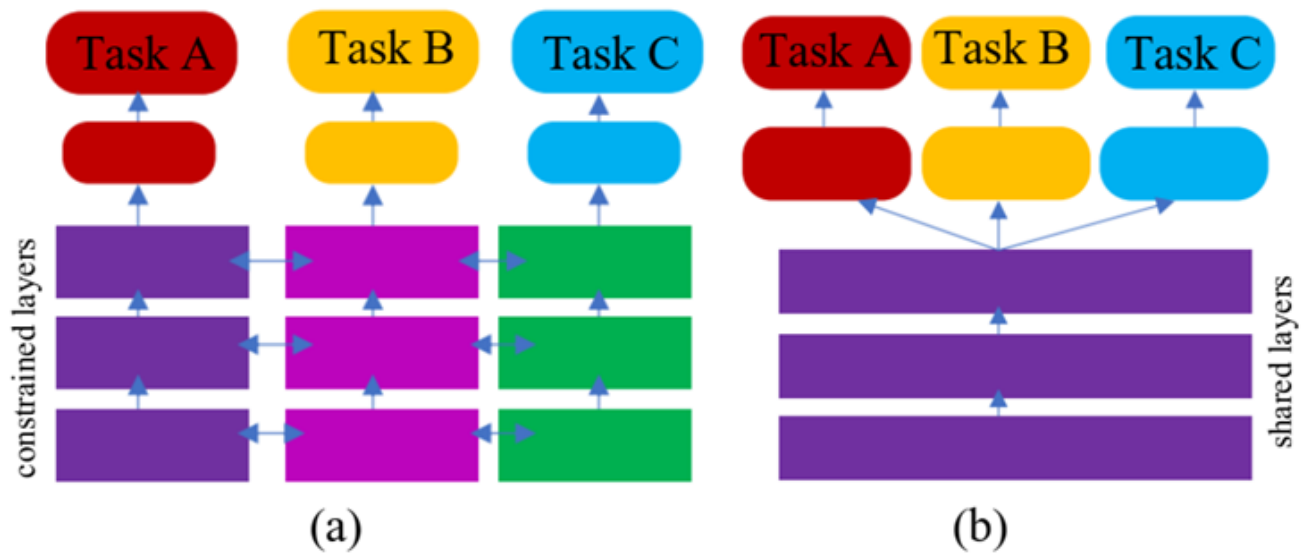 Task A Task B Task C
Task A Task B Task C
constrained layers
shared layers
(a)
(b)